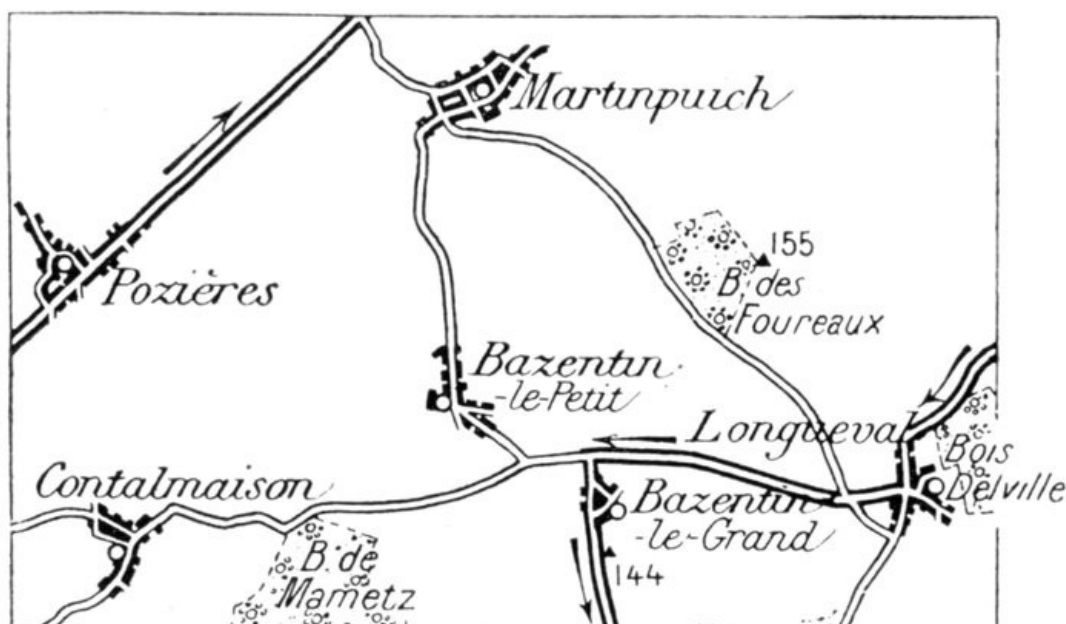 Martinpuich
155
B. des
Foureaux
Pozières
Bazentin
-le-Petit
Longueval
Bois
Delville
Contalmaison
Bazentin
-le-Grand
144
B. de
Mametz